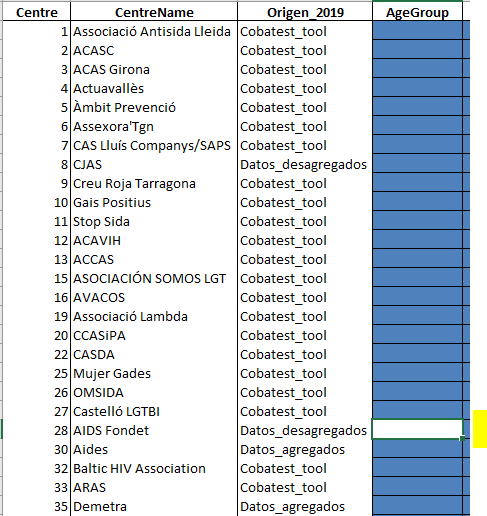 Centre CentreName Origen_2019 AgeGroup
1 Associació Antisida Lleida Cobatest_tool
2 ACASC Cobatest_tool
3 ACAS Girona Cobatest_tool
4 Actuavallès Cobatest_tool
5 Àmbit Prevenció Cobatest_tool
6 Assexora'Tgn Cobatest_tool
7 CAS Lluís Companys/SAPS Cobatest_tool
8 CJAS Datos_desagregados
9 Creu Roja Tarragona Cobatest_tool
10 Gais Positius Cobatest_tool
11 Stop Sida Cobatest_tool
12 ACAVIH Cobatest_tool
13 ACCAS Cobatest_tool
15 ASOCIACIÓN SOMOS LGT Cobatest_tool
16 AVACOS Cobatest_tool
19 Associació Lambda Cobatest_tool
20 CCASiPA Cobatest_tool
22 CASDA Cobatest_tool
25 Mujer Gades Cobatest_tool
26 OMSIDA Cobatest_tool
27 Castelló LGTBI Cobatest_tool
28 AIDS Fondet Datos_desagregados
30 Aides Datos_agregados
32 Baltic HIV Association Cobatest_tool
33 ARAS Cobatest_tool
35 Demetra Datos_agregados